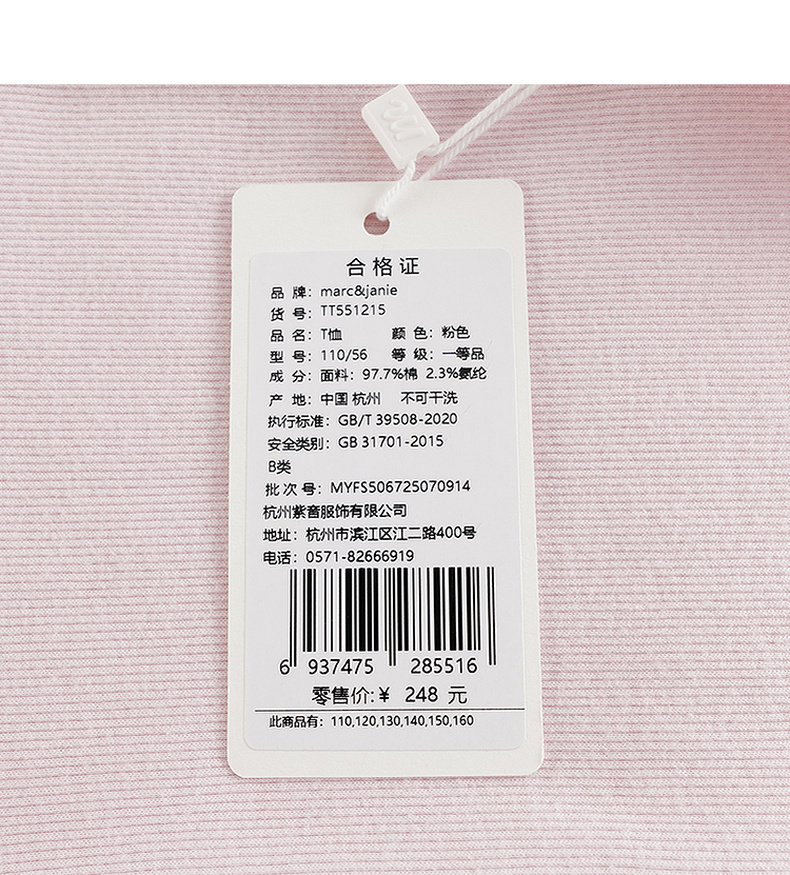 合格证
品 牌: marc&janie
货 号: TT551215
品 名: T恤 颜 色: 粉色
型 号: 110/56 等 级: 一等品
成 分: 面料: 97.7%棉 2.3%氨纶
产 地: 中国 杭州 不可干洗
执行标准: GB/T 39508-2020
安全类别: GB 31701-2015
B类
批 次 号: MYFS506725070914
杭州紫音服饰有限公司
地址: 杭州市滨江区江二路400号
电话: 0571-82666919
6 937475 285516
零售价:¥ 248 元
此商品有: 110,120,130,140,150,160